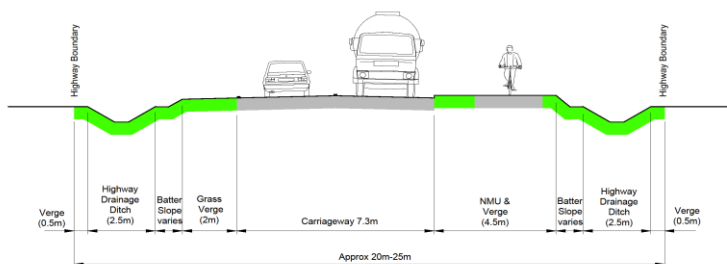 Highway Boundary
Highway Boundary
Verge
(0.5m)
Highway
Drainage
Ditch
(2.5m)
Batter
Slope
varies
Grass
Verge
(2m)
Carriageway 7.3m
NMU &
Verge
(4.5m)
Batter
Slope
varies
Highway
Drainage
Ditch
(2.5m)
Verge
(0.5m)
Approx 20m-25m